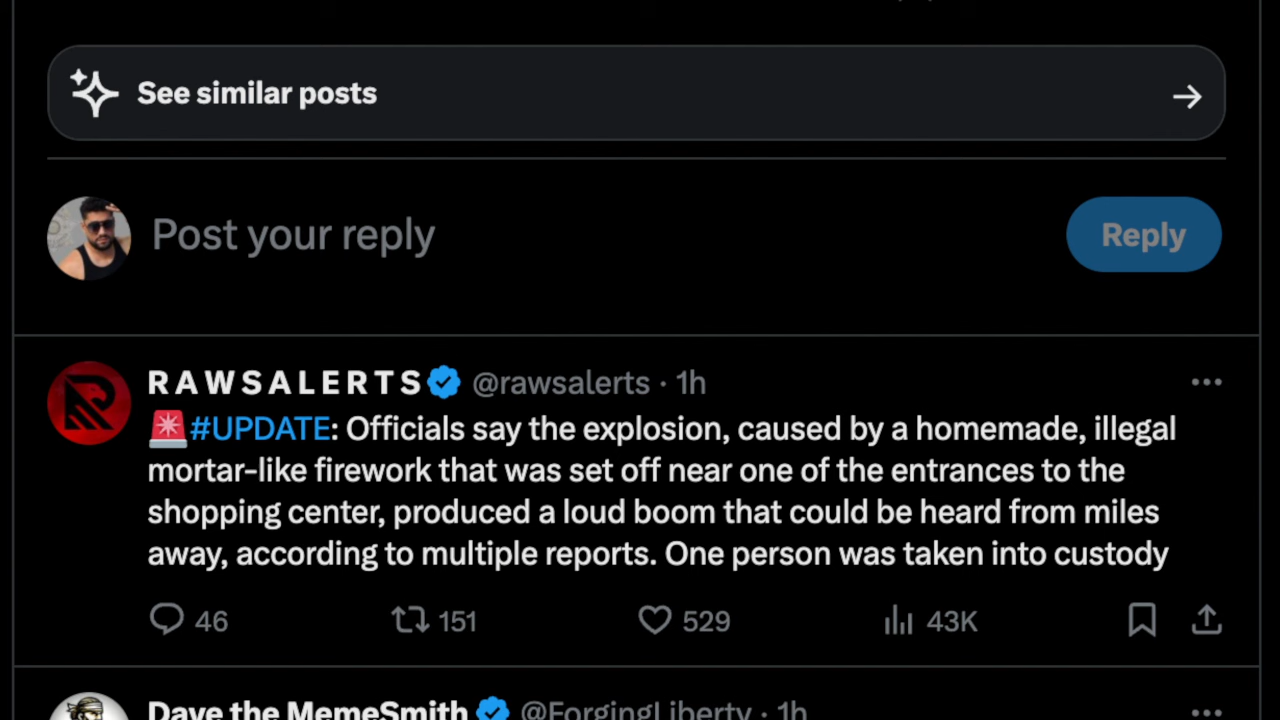 See similar posts
Post your reply
Reply
R A W S A L E R T S @rawsalerts · 1h
#UPDATE: Officials say the explosion, caused by a homemade, illegal
mortar-like firework that was set off near one of the entrances to the
shopping center, produced a loud boom that could be heard from miles
away, according to multiple reports. One person was taken into custody
46 151 529 43K
Dave the MemeSmith @ForgingLiberty · 1h